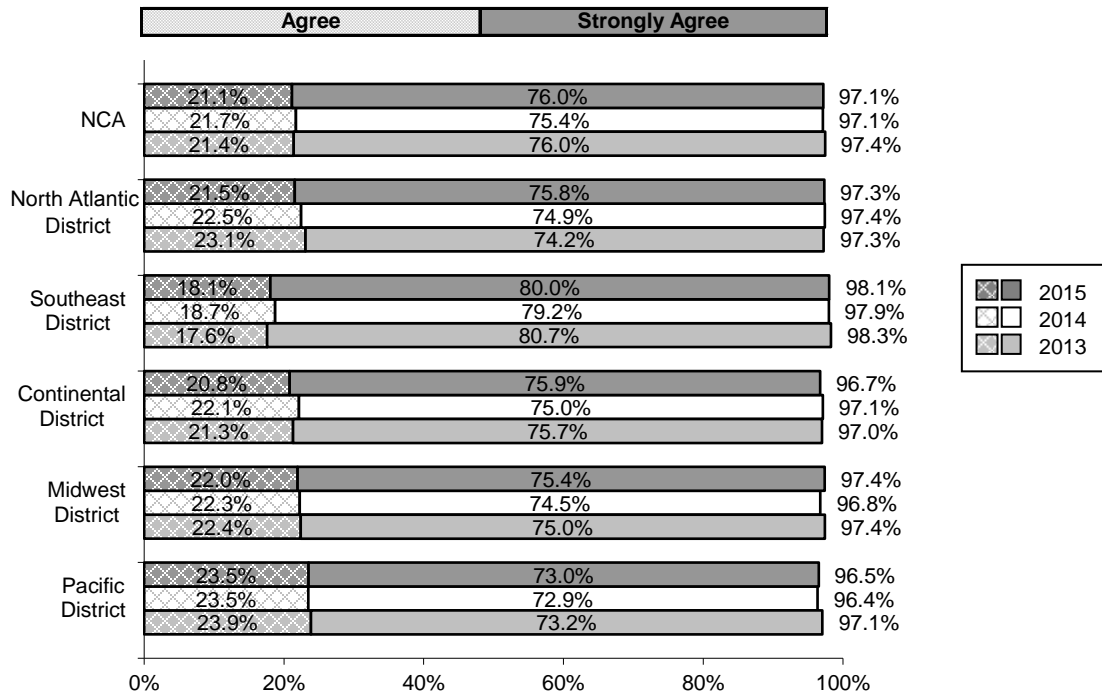 Agree Strongly Agree
NCA
21.1% 76.0% 97.1%
21.7% 75.4% 97.1%
21.4% 76.0% 97.4%
North Atlantic
District
21.5% 75.8% 97.3%
22.5% 74.9% 97.4%
23.1% 74.2% 97.3%
Southeast
District
18.1% 80.0% 98.1%
18.7% 79.2% 97.9%
17.6% 80.7% 98.3%
Continental
District
20.8% 75.9% 96.7%
22.1% 75.0% 97.1%
21.3% 75.7% 97.0%
Midwest
District
22.0% 75.4% 97.4%
22.3% 74.5% 96.8%
22.4% 75.0% 97.4%
Pacific
District
23.5% 73.0% 96.5%
23.5% 72.9% 96.4%
23.9% 73.2% 97.1%
0% 20% 40% 60% 80% 100%
2015
2014
2013